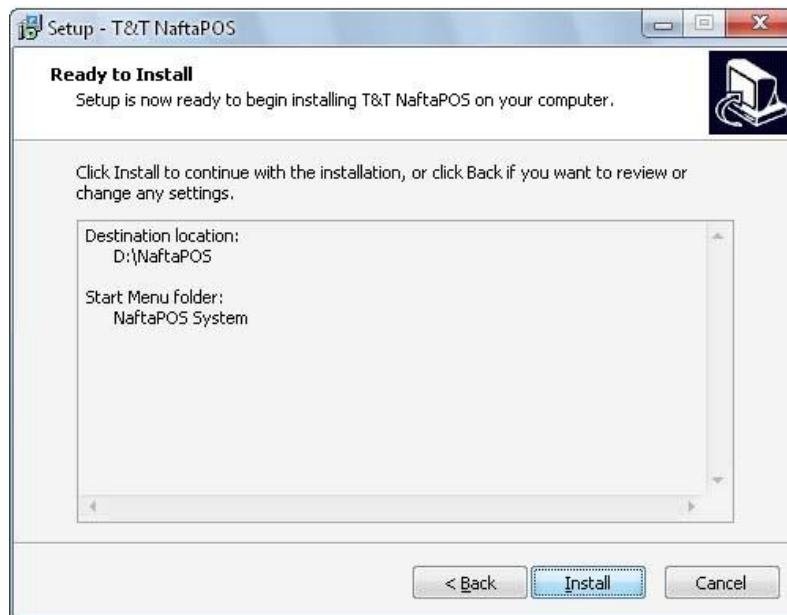 Setup - T&T NaftaPOS
Ready to Install
Setup is now ready to begin installing T&T NaftaPOS on your computer.
Click Install to continue with the installation, or click Back if you want to review or
change any settings.
Destination location:
D:\NaftaPOS
Start Menu folder:
NaftaPOS System
< Back
Install
Cancel